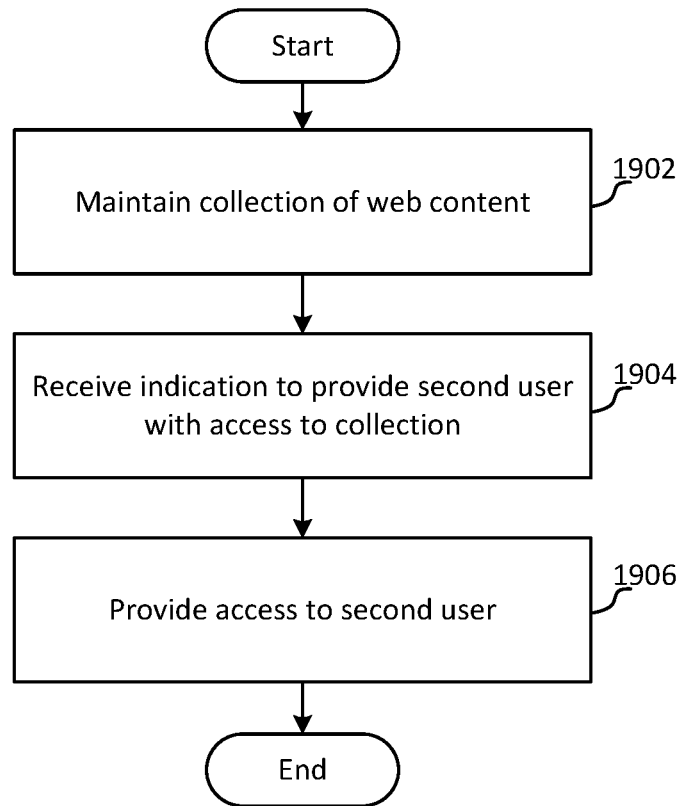 Start
1902
Maintain collection of web content
1904
Receive indication to provide second user
with access to collection
1906
Provide access to second user
End